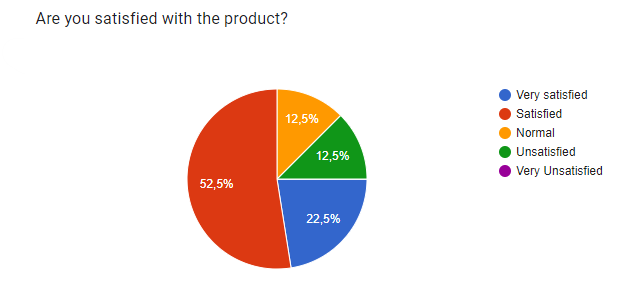 Are you satisfied with the product?
12,5%
12,5%
52,5%
22,5%
Very satisfied
Satisfied
Normal
Unsatisfied
Very Unsatisfied